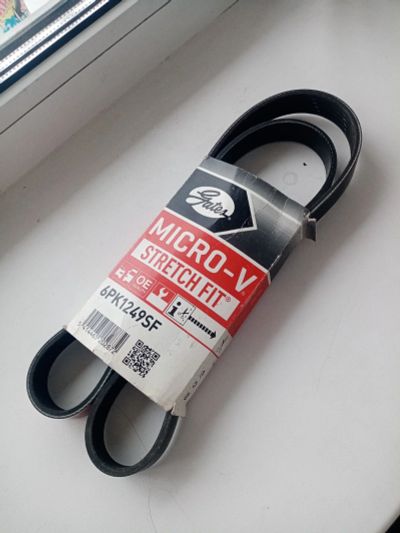 Gates
MICRO-V
STRETCH FIT®
OE
6PK1249SF